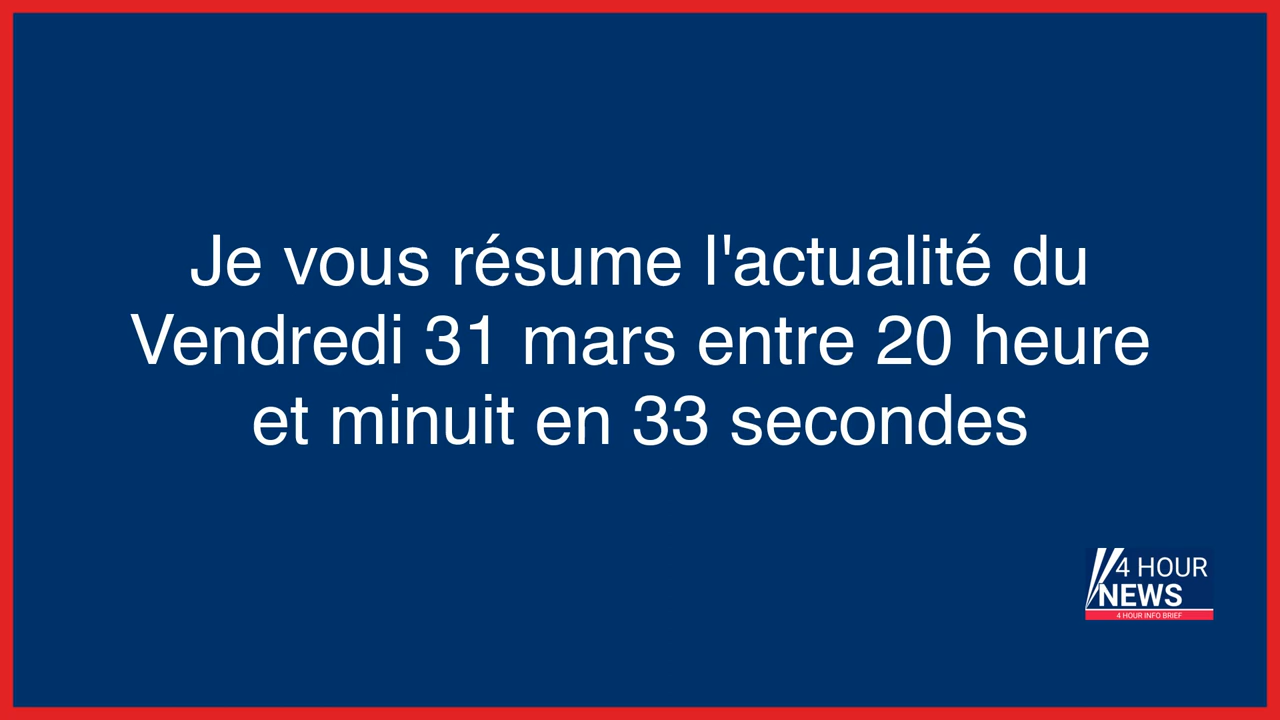 Je vous résume l'actualité du
Vendredi 31 mars entre 20 heure
et minuit en 33 secondes
4 HOUR
NEWS
4 HOUR INFO BRIEF